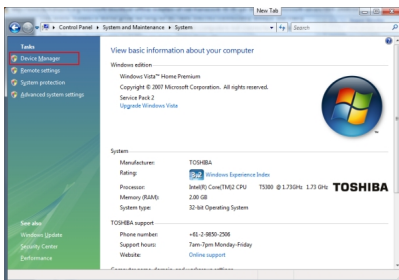 New Tab
Control Panel ▸ System and Maintenance ▸ System
Search
Tasks
Device Manager
Remote settings
System protection
Advanced system settings
See also
Windows Update
Security Center
Performance
View basic information about your computer
Windows edition
Windows Vista™ Home Premium
Copyright © 2007 Microsoft Corporation. All rights reserved.
Service Pack 2
Upgrade Windows Vista
System
Manufacturer: TOSHIBA
Rating: Windows Experience Index
Processor: Intel(R) Core(TM)2 CPU T5300 @ 1.73GHz 1.73 GHz
TOSHIBA
Memory (RAM): 2.00 GB
System type: 32-bit Operating System
TOSHIBA support
Phone number: +61-2-9850-2506
Support hours: 7am-7pm Monday-Friday
Website: Online support